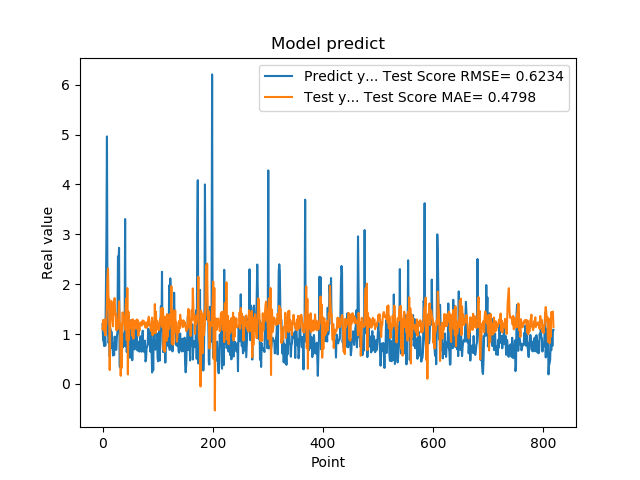 Model predict
Predict y... Test Score RMSE= 0.6234
Test y... Test Score MAE= 0.4798
Real value
6
5
4
3
2
1
0
0 200 400 600 800
Point